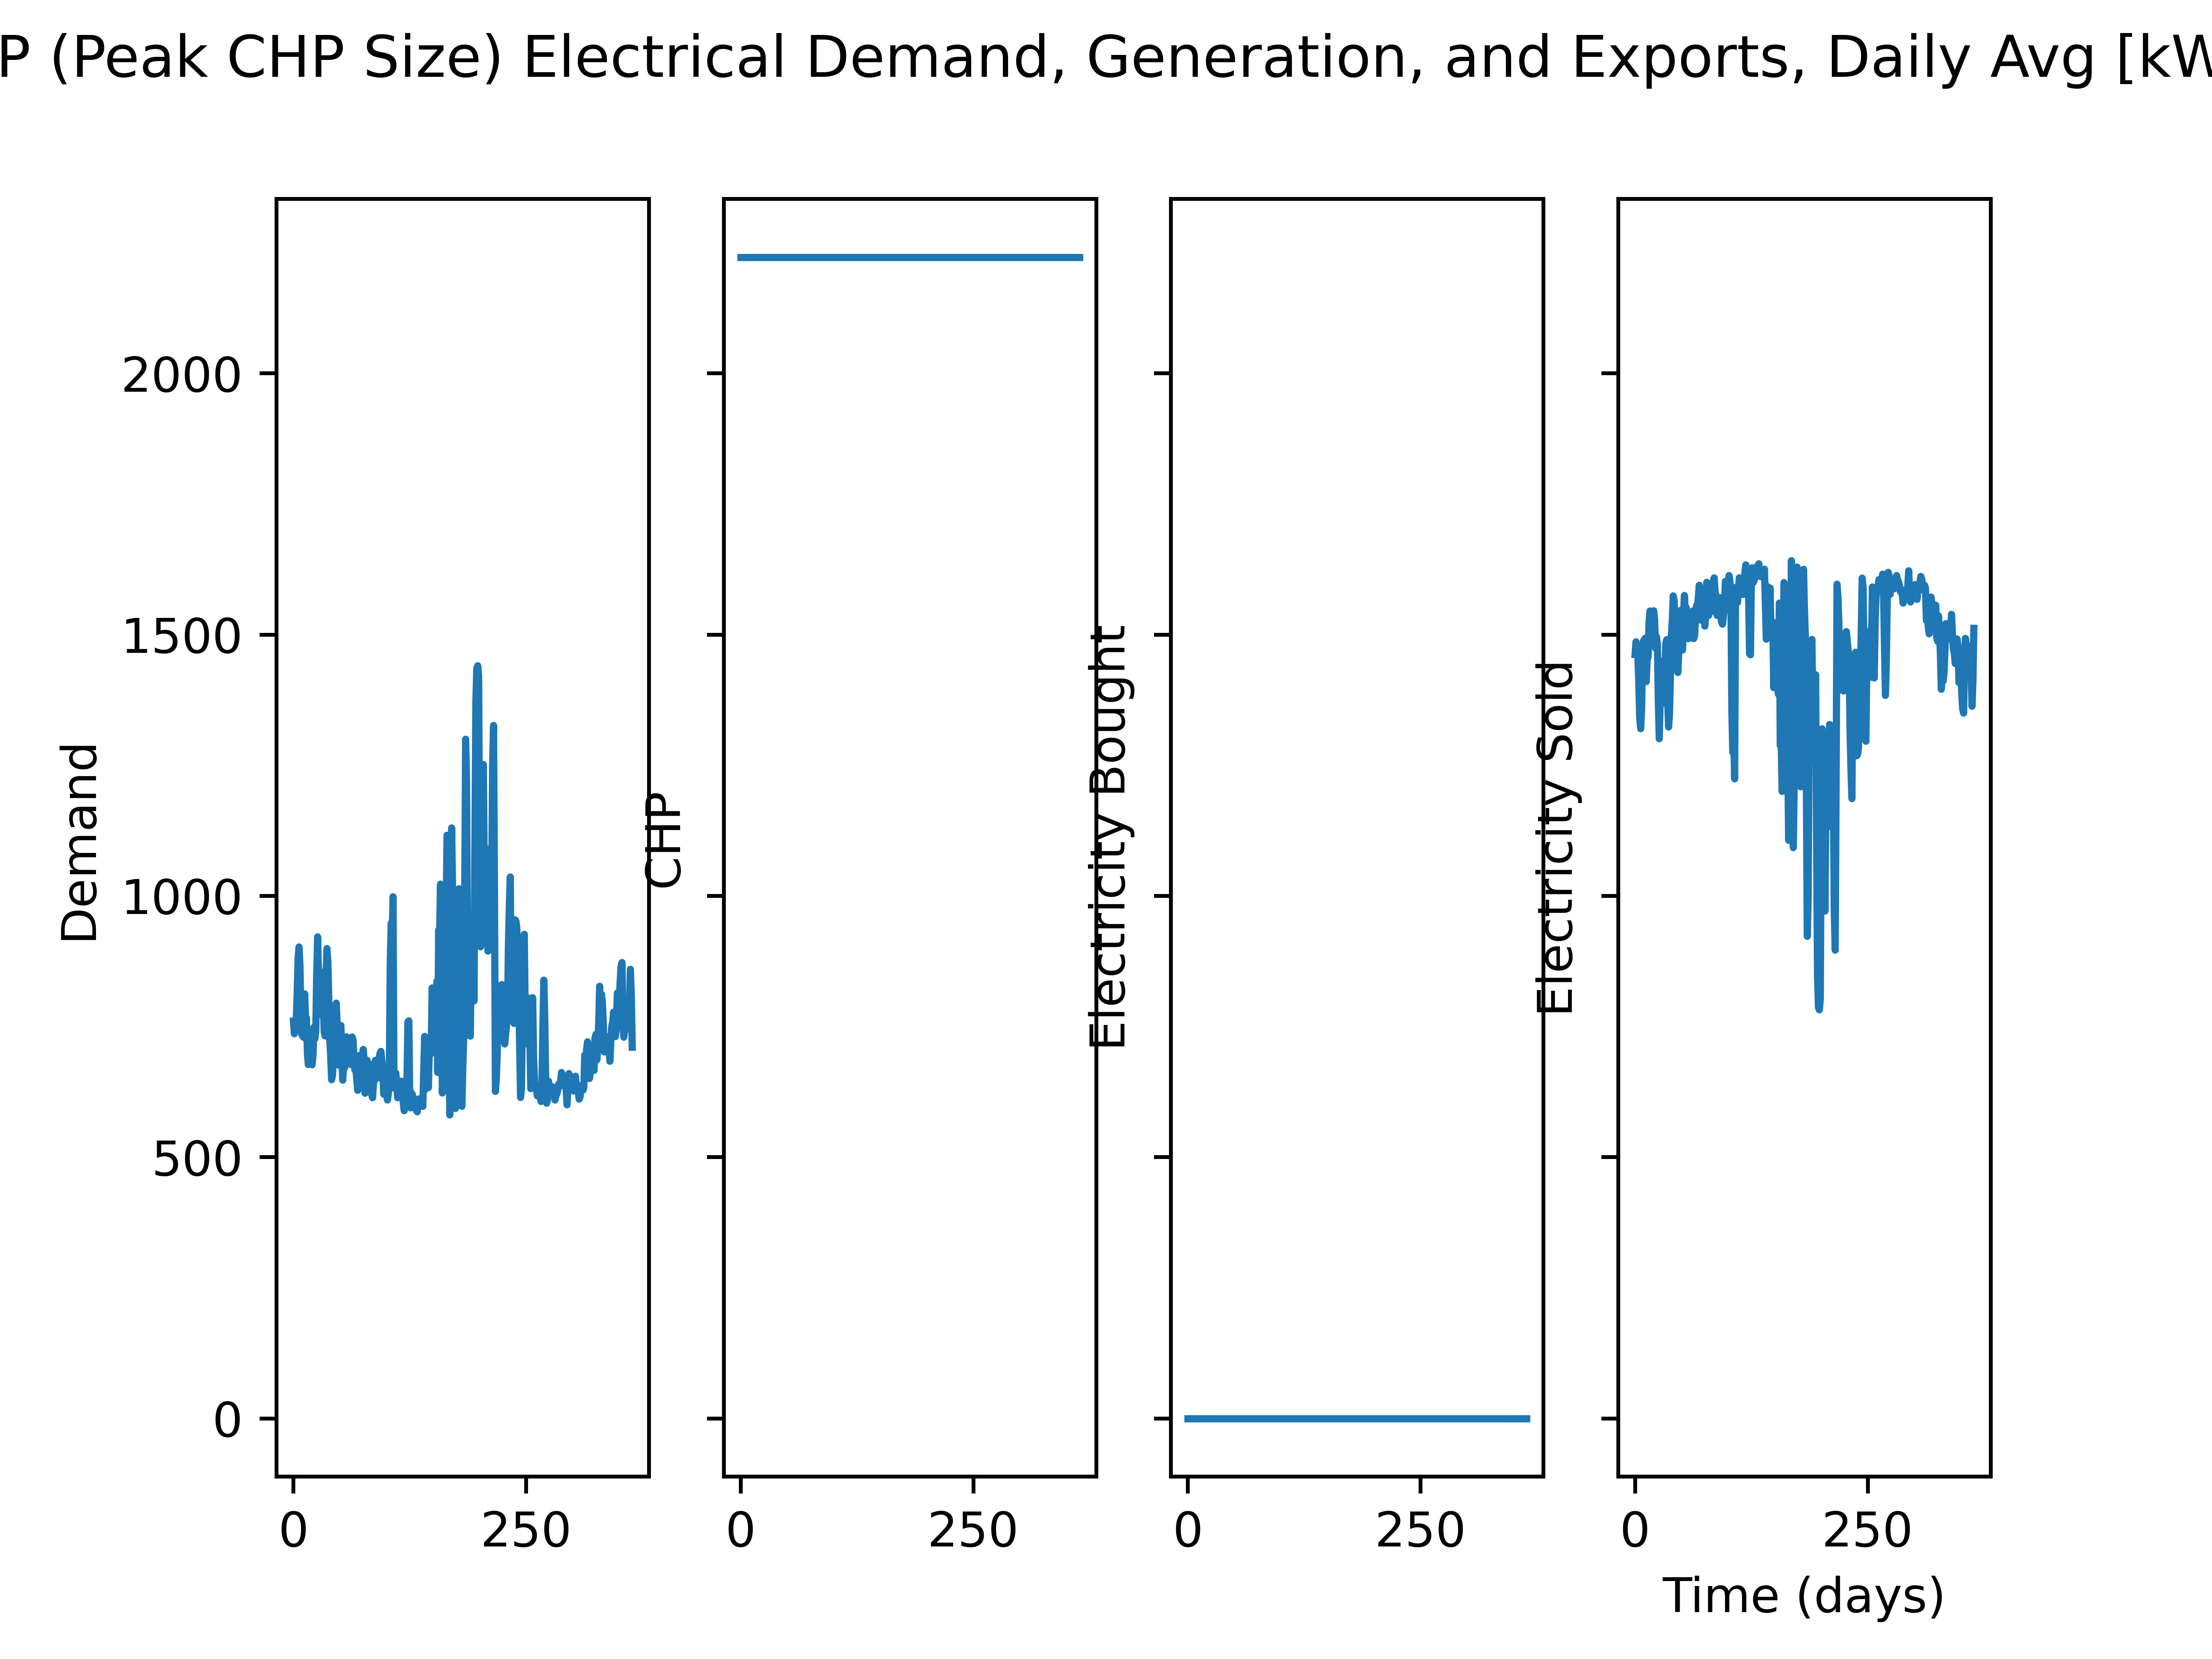 P (Peak CHP Size) Electrical Demand, Generation, and Exports, Daily Avg [kW
Demand
2000
1500
1000
500
0
CHP
Electricity Bought
Electricity Sold
0 250 0 250 0 250 0 250
Time (days)